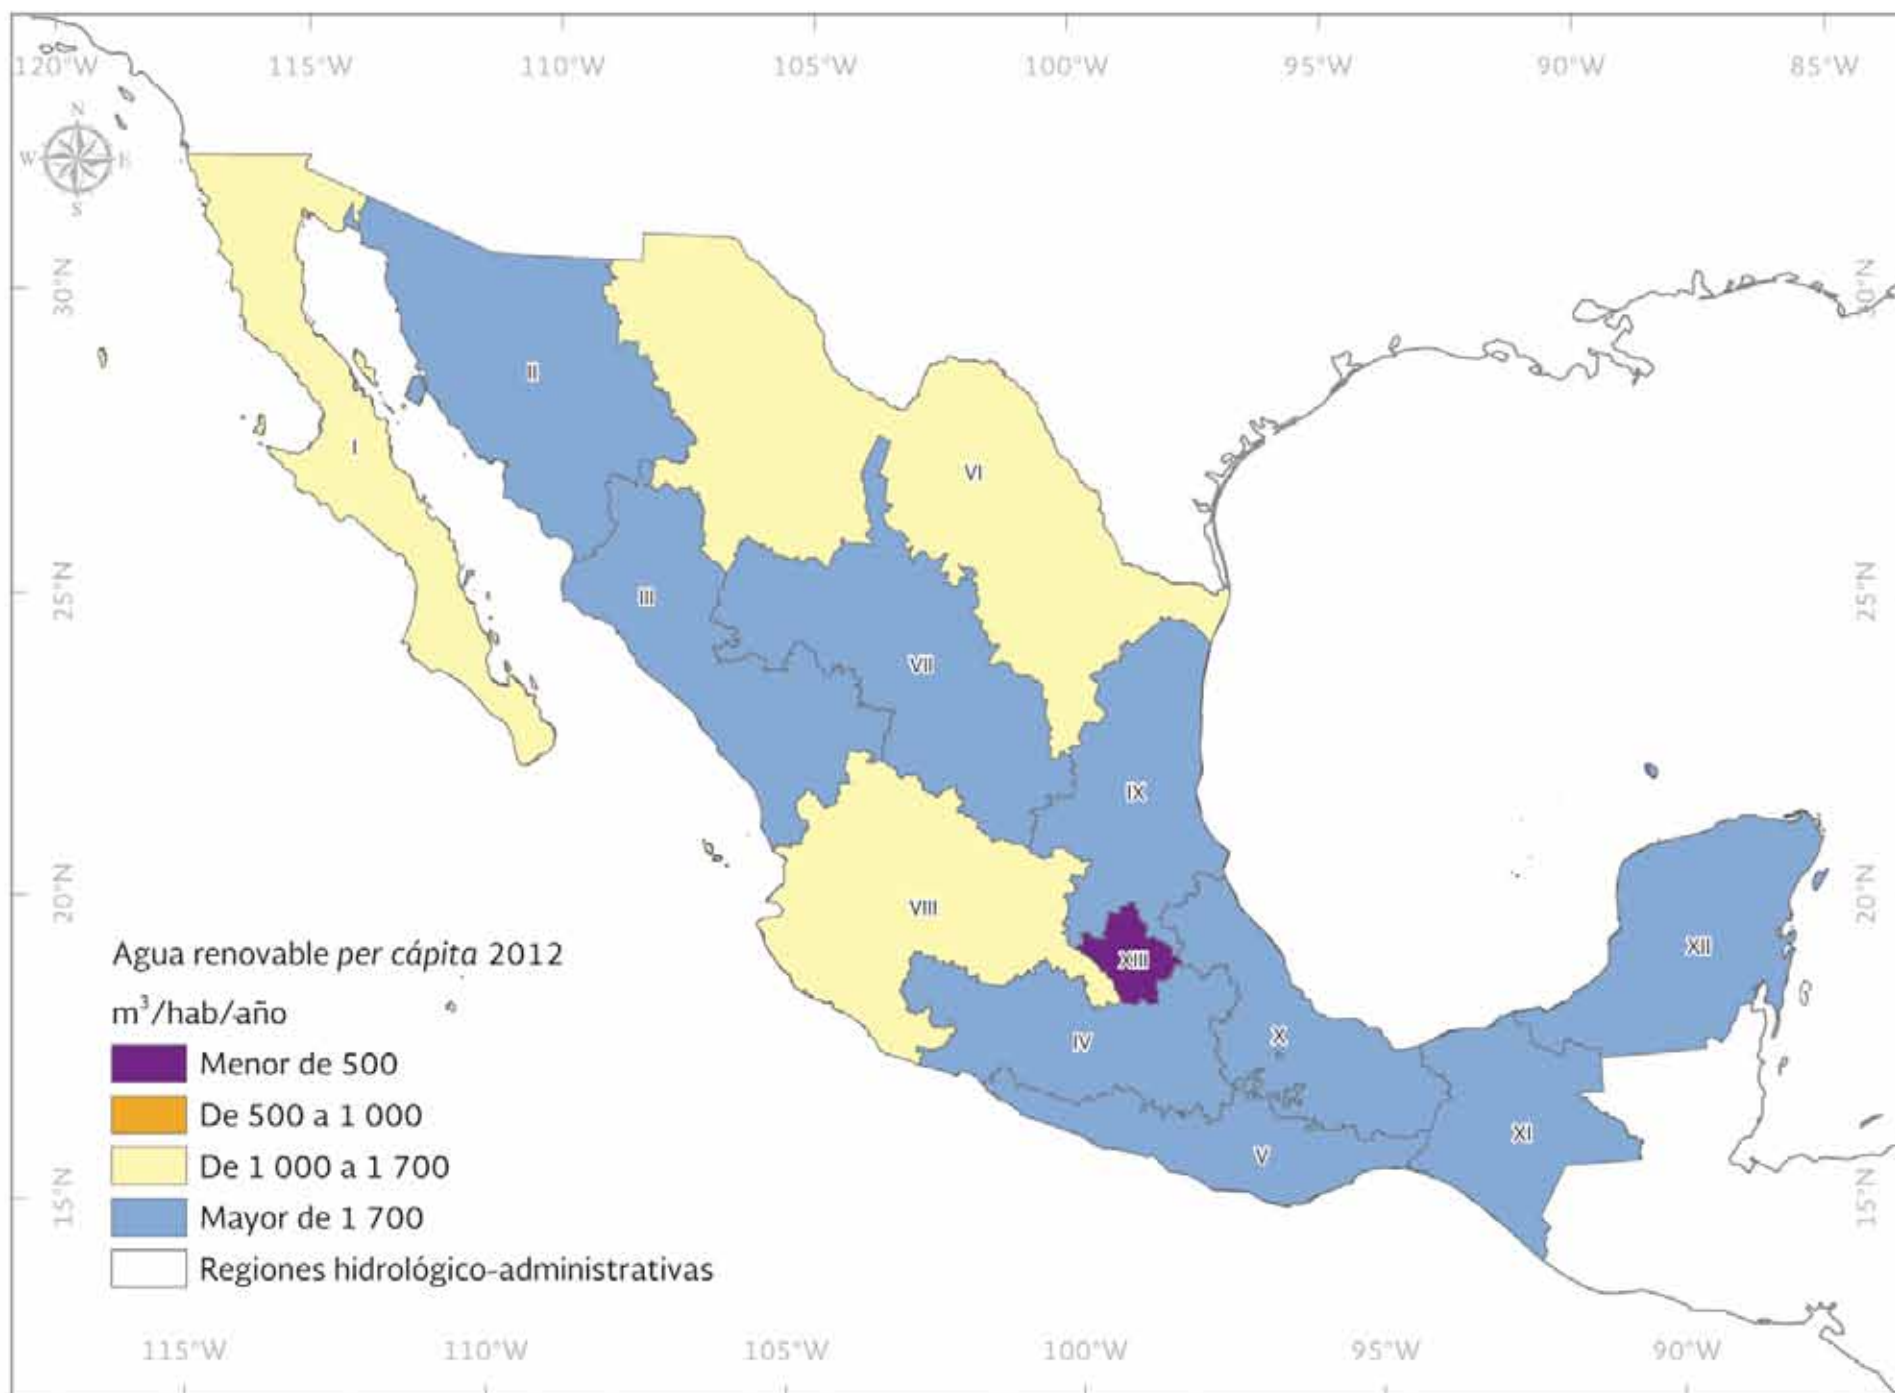 120°W 115°W 110°W 105°W 100°W 95°W 90°W 85°W
N
W E
S
30°N 30°N
II
I
VI
25°N 25°N
III
VII
IX
20°N 20°N
VIII
XIII
XII
IV
X
XI
V
15°N 15°N
Agua renovable per cápita 2012
m³/hab/año
Menor de 500
De 500 a 1 000
De 1 000 a 1 700
Mayor de 1 700
Regiones hidrológico-administrativas
115°W 110°W 105°W 100°W 95°W 90°W